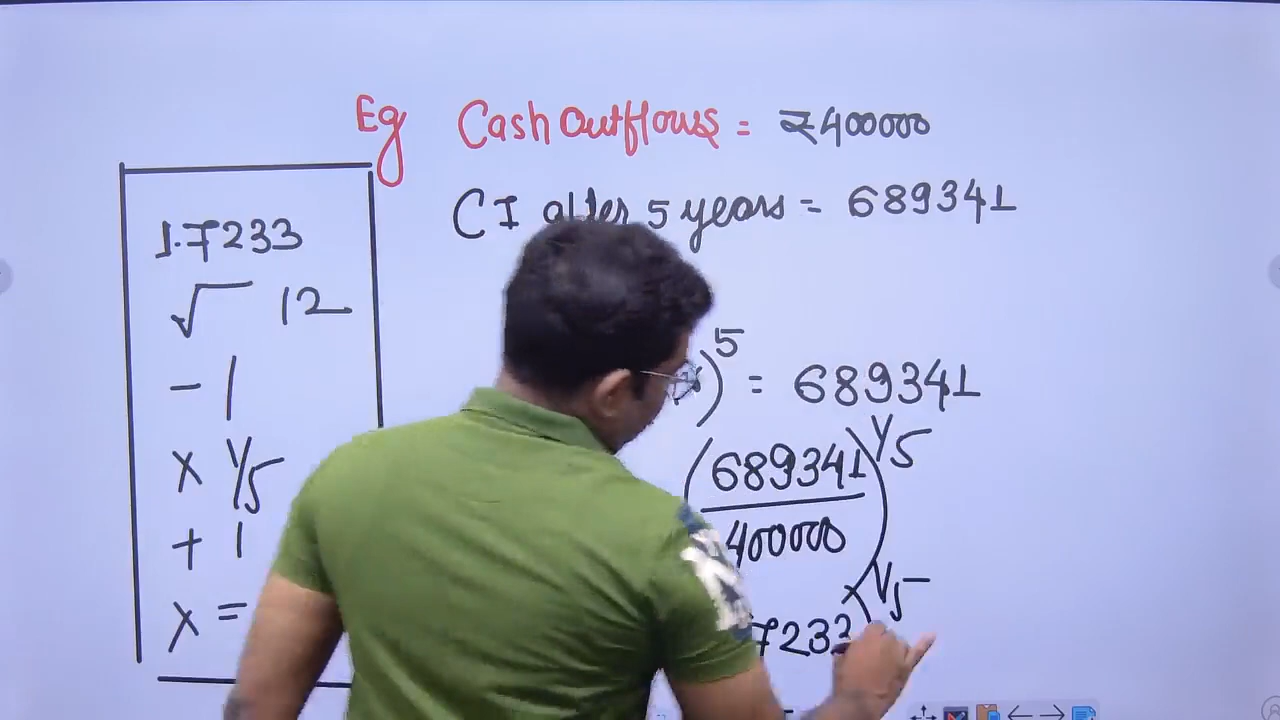 Eg Cash Outflows = ₹400000
CI after 5 years = 689341
1.7233
√ 12
- 1
x 1/5
+ 1
x =
)^5 = 689341
(689341/400000)^1/5
7233)^1/5